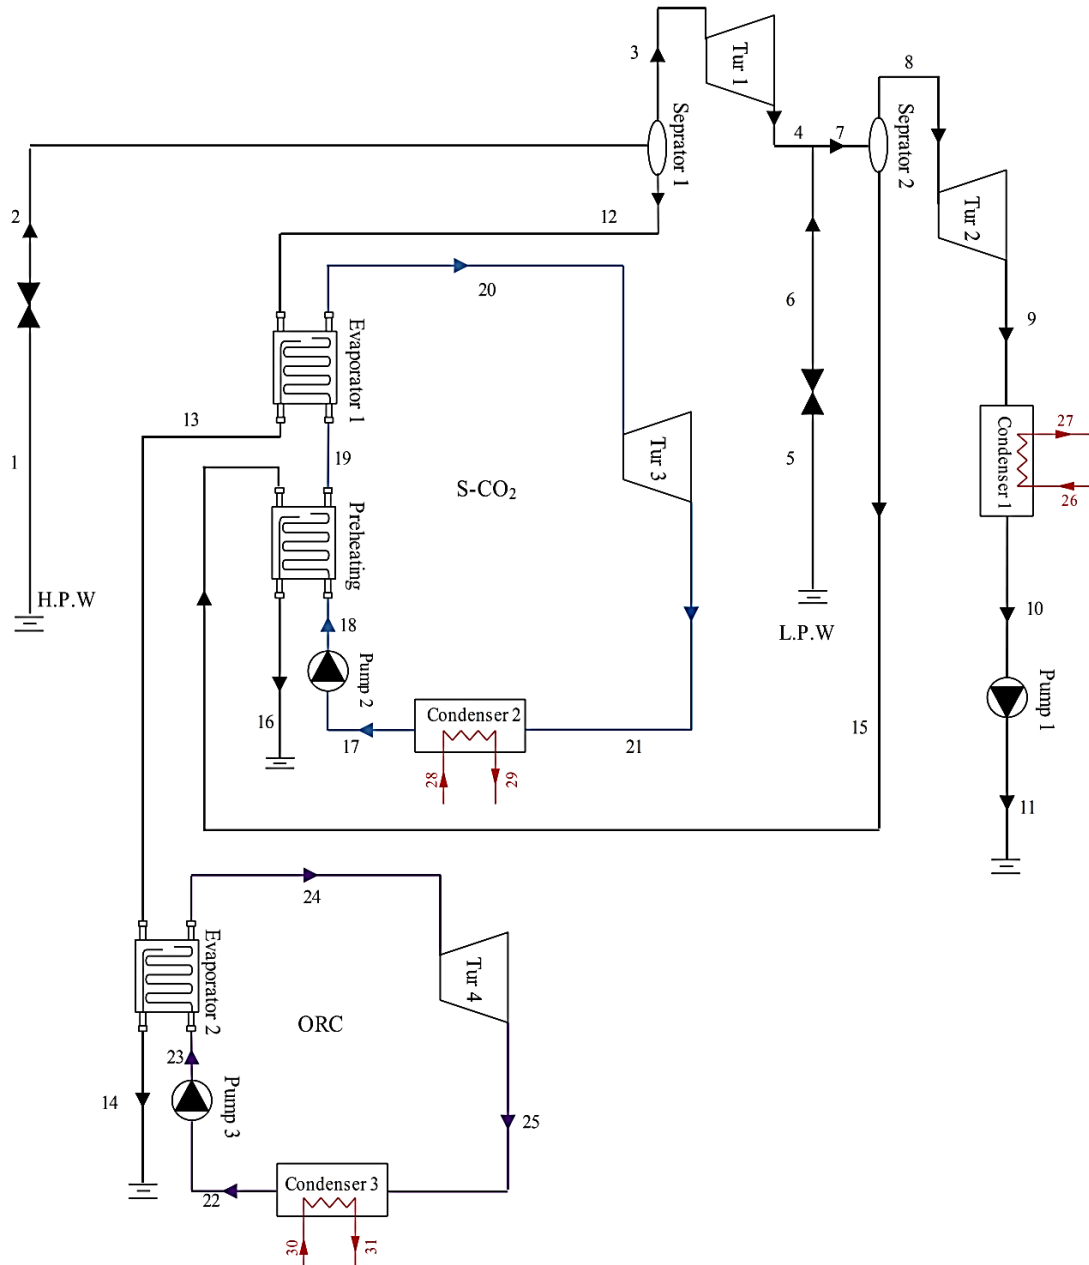 3
Tur 1
8
Seprator 1
4
7
Seprator 2
2
12
Tur 2
20
6
9
Evaporator 1
13
27
Condenser 1
26
1
19
5
S-CO₂
Tur 3
Preheating
H.P.W
L.P.W
10
18
Pump 2
Pump 1
16
Condenser 2
17
21
15
28
29
11
24
Evaporator 2
Tur 4
ORC
23
Pump 3
14
25
Condenser 3
22
30
31